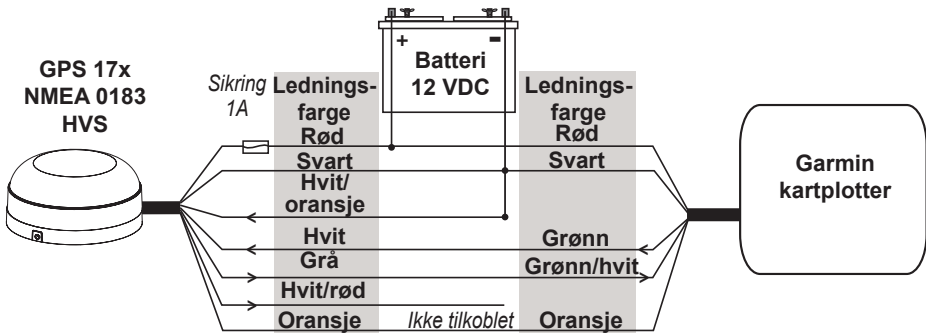 GPS 17x
NMEA 0183
HVS
Sikring
1A
Lednings-
farge
Rød
Svart
Hvit/
oransje
Hvit
Grå
Hvit/rød
Oransje
+ -
Batteri
12 VDC
Ikke tilkoblet
Lednings-
farge
Rød
Svart
Grønn
Grønn/hvit
Oransje
Garmin
kartplotter